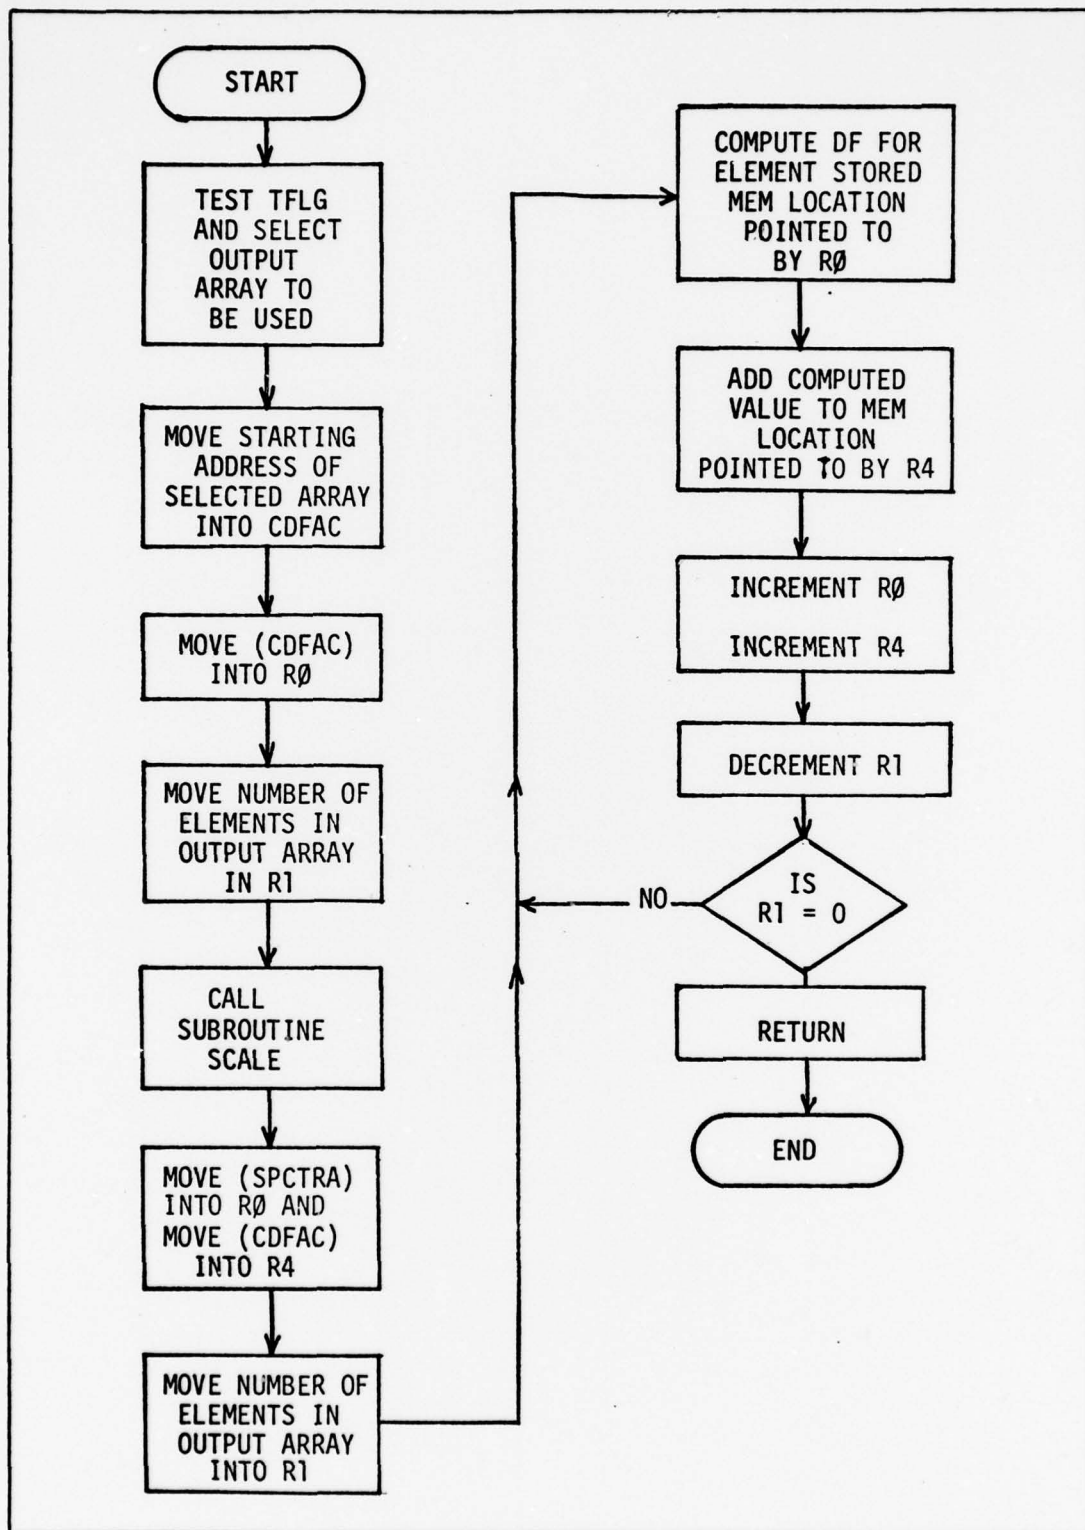 START
TEST TFLG
AND SELECT
OUTPUT
ARRAY TO
BE USED
MOVE STARTING
ADDRESS OF
SELECTED ARRAY
INTO CDFAC
MOVE (CDFAC)
INTO RØ
MOVE NUMBER OF
ELEMENTS IN
OUTPUT ARRAY
IN R1
CALL
SUBROUTINE
SCALE
MOVE (SPCTRA)
INTO RØ AND
MOVE (CDFAC)
INTO R4
MOVE NUMBER OF
ELEMENTS IN
OUTPUT ARRAY
INTO R1
COMPUTE DF FOR
ELEMENT STORED
MEM LOCATION
POINTED TO
BY RØ
ADD COMPUTED
VALUE TO MEM
LOCATION
POINTED TO BY R4
INCREMENT RØ
INCREMENT R4
DECREMENT R1
IS
R1 = 0
NO
RETURN
END